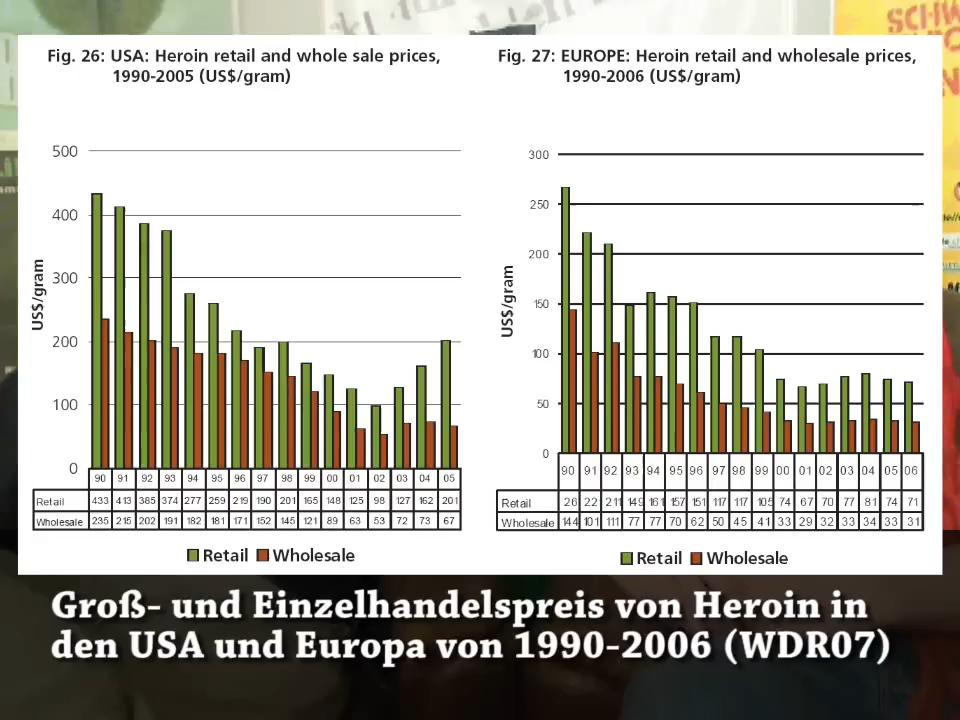 Fig. 26: USA: Heroin retail and whole sale prices,
1990-2005 (US$/gram)
500
400
300
200
100
0
US$/gram
90 91 92 93 94 95 96 97 98 99 00 01 02 03 04 05
Retail 433 413 385 374 277 259 219 190 201 165 148 125 98 127 162 201
Wholesale 235 215 202 191 182 181 171 152 145 121 89 63 53 72 73 67
Retail Wholesale
Fig. 27: EUROPE: Heroin retail and wholesale prices,
1990-2006 (US$/gram)
300
250
200
150
100
50
0
US$/gram
90 91 92 93 94 95 96 97 98 99 00 01 02 03 04 05 06
Retail 26 22 211 149 161 157 151 117 117 105 74 67 70 77 81 74 71
Wholesale 144 101 111 77 77 70 62 50 45 41 33 29 32 33 34 33 31
Retail Wholesale
Groß- und Einzelhandelspreis von Heroin in
den USA und Europa von 1990-2006 (WDR07)